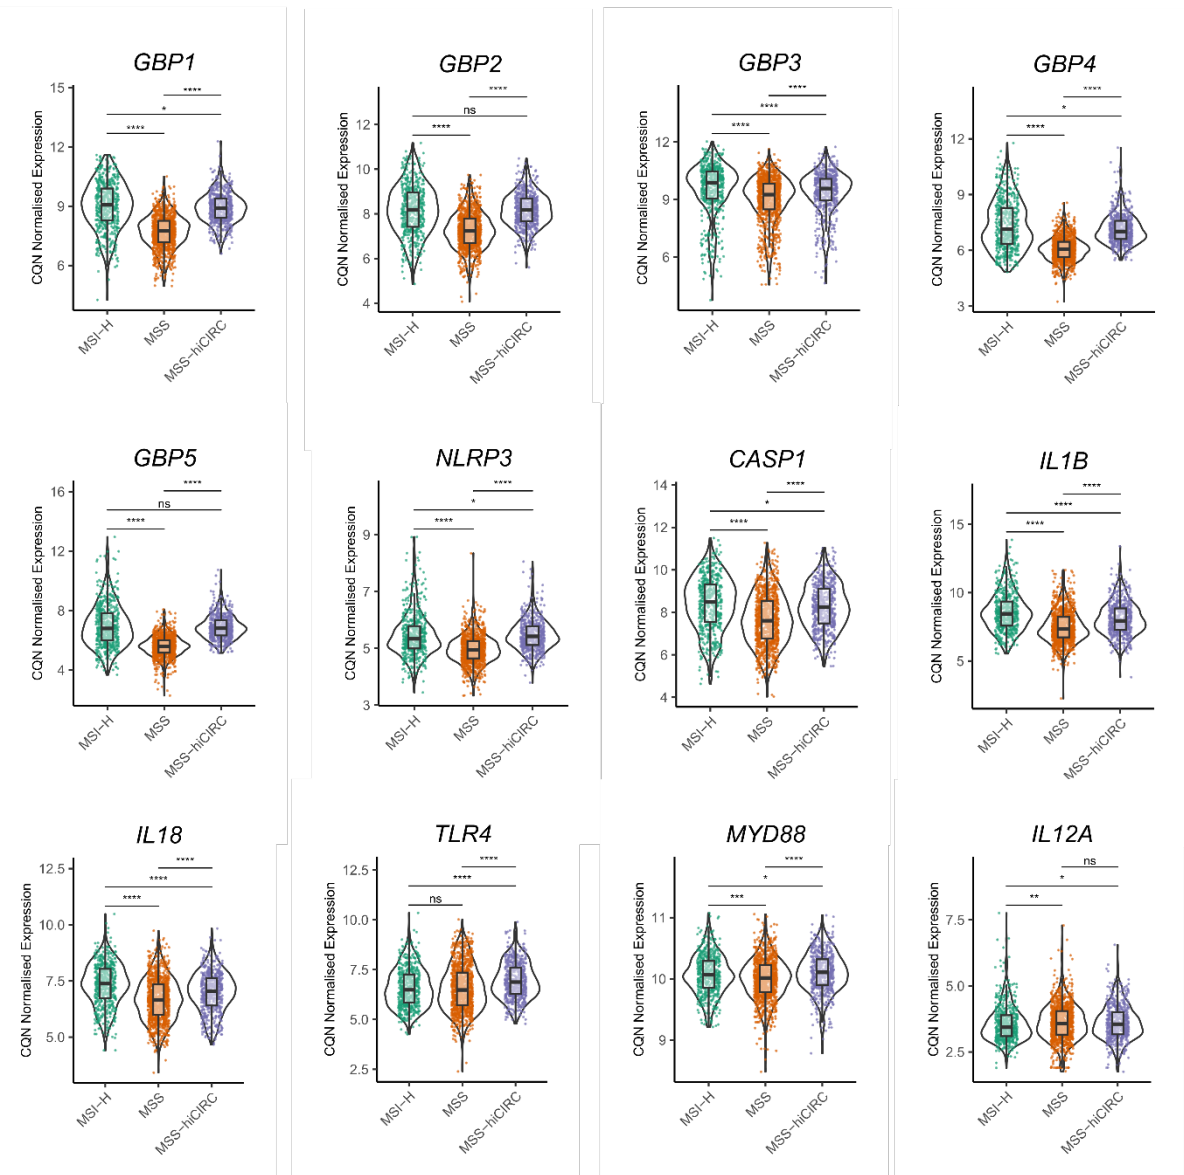 GBP1
CQN Normalised Expression
15
12
9
6
****
*
****
MSI-H
MSS
MSS-hiCIRC
GBP2
CQN Normalised Expression
12
10
8
6
4
****
ns
****
MSI-H
MSS
MSS-hiCIRC
GBP3
CQN Normalised Expression
12
9
6
****
****
****
MSI-H
MSS
MSS-hiCIRC
GBP4
CQN Normalised Expression
12
9
6
3
****
*
****
MSI-H
MSS
MSS-hiCIRC
GBP5
CQN Normalised Expression
16
12
8
4
****
ns
****
MSI-H
MSS
MSS-hiCIRC
NLRP3
CQN Normalised Expression
9
7
5
3
****
*
****
MSI-H
MSS
MSS-hiCIRC
CASP1
CQN Normalised Expression
14
12
10
8
6
4
****
*
****
MSI-H
MSS
MSS-hiCIRC
IL1B
CQN Normalised Expression
15
10
5
****
****
****
MSI-H
MSS
MSS-hiCIRC
IL18
CQN Normalised Expression
12.5
10.0
7.5
5.0
****
****
****
MSI-H
MSS
MSS-hiCIRC
TLR4
CQN Normalised Expression
12.5
10.0
7.5
5.0
2.5
****
****
ns
MSI-H
MSS
MSS-hiCIRC
MYD88
CQN Normalised Expression
11
10
9
****
*
***
MSI-H
MSS
MSS-hiCIRC
IL12A
CQN Normalised Expression
7.5
5.0
2.5
ns
*
**
MSI-H
MSS
MSS-hiCIRC